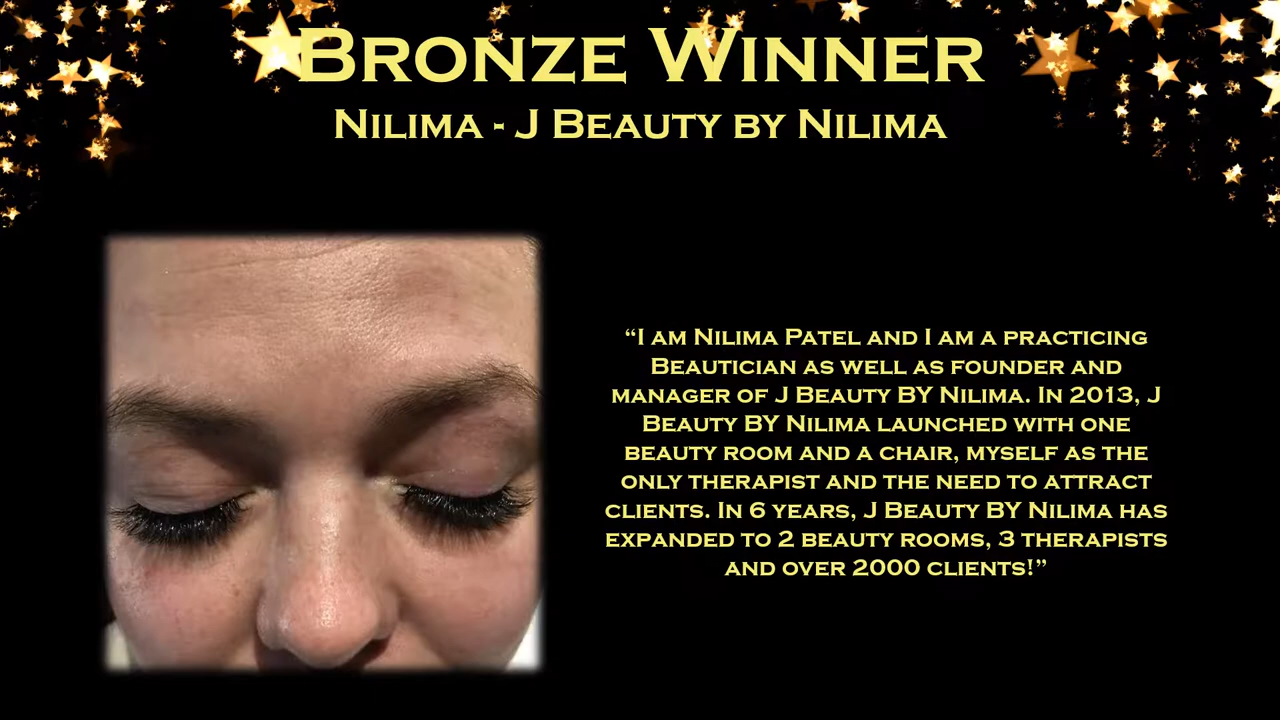 Bronze Winner
Nilima - J Beauty by Nilima
“I am Nilima Patel and I am a practicing
Beautician as well as founder and
manager of J Beauty BY Nilima. In 2013, J
Beauty BY Nilima launched with one
beauty room and a chair, myself as the
only therapist and the need to attract
clients. In 6 years, J Beauty BY Nilima has
expanded to 2 beauty rooms, 3 therapists
and over 2000 clients!”